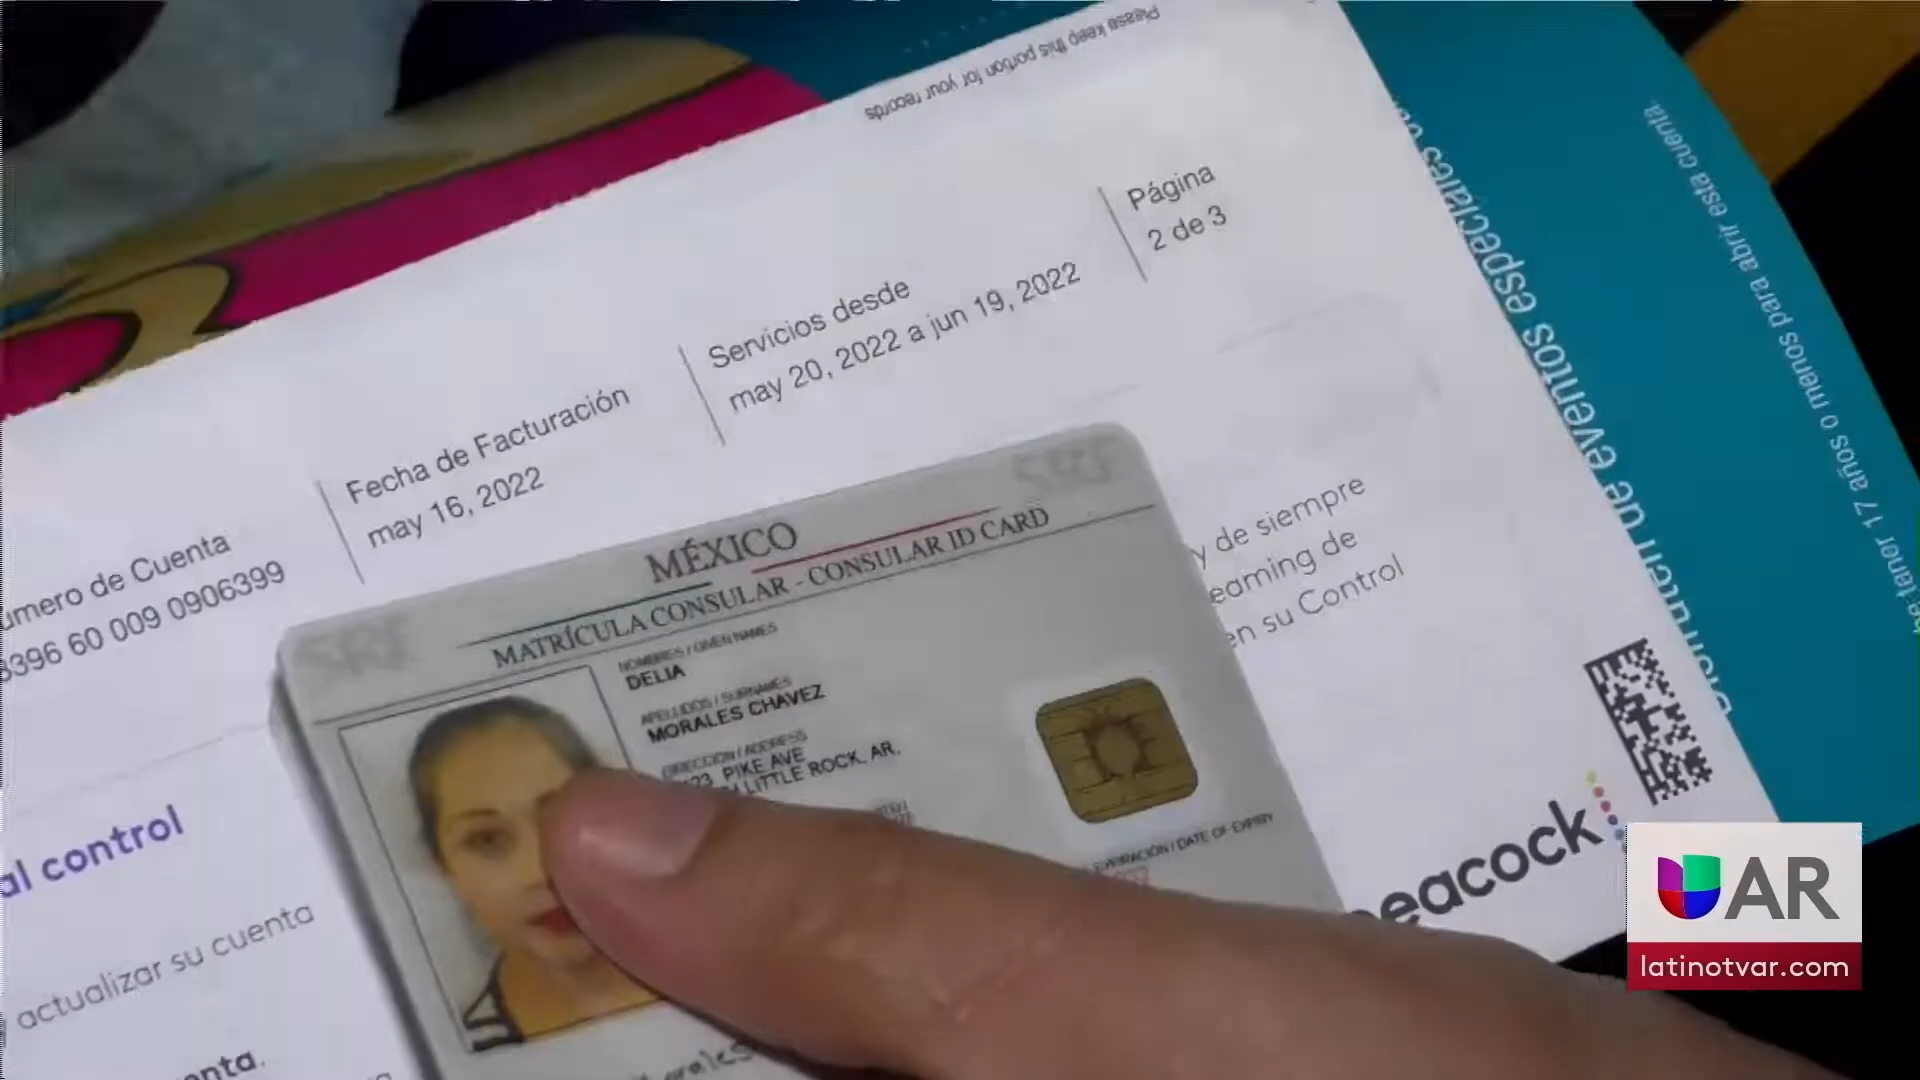 Please keep this portion for your records
Página
2 de 3
Servicios desde
may 20, 2022 a jun 19, 2022
Fecha de Facturación
may 16, 2022
de Cuenta
8396 60 009 0906399
MÉXICO
MATRÍCULA CONSULAR - CONSULAR ID CARD
NOMBRES / GIVEN NAMES
DELIA
APELLIDOS / SURNAMES
MORALES CHAVEZ
DIRECCIÓN / ADDRESS
PIKE AVE
LITTLE ROCK, AR.
EXPIRACIÓN / DATE OF EXPIRY
y de siempre
de
en su Control
al control
actualizar su cuenta
peacock
especiales
eventos
de
tener 17 años o menos para abrir esta cuenta.
AR
latinotvar.com